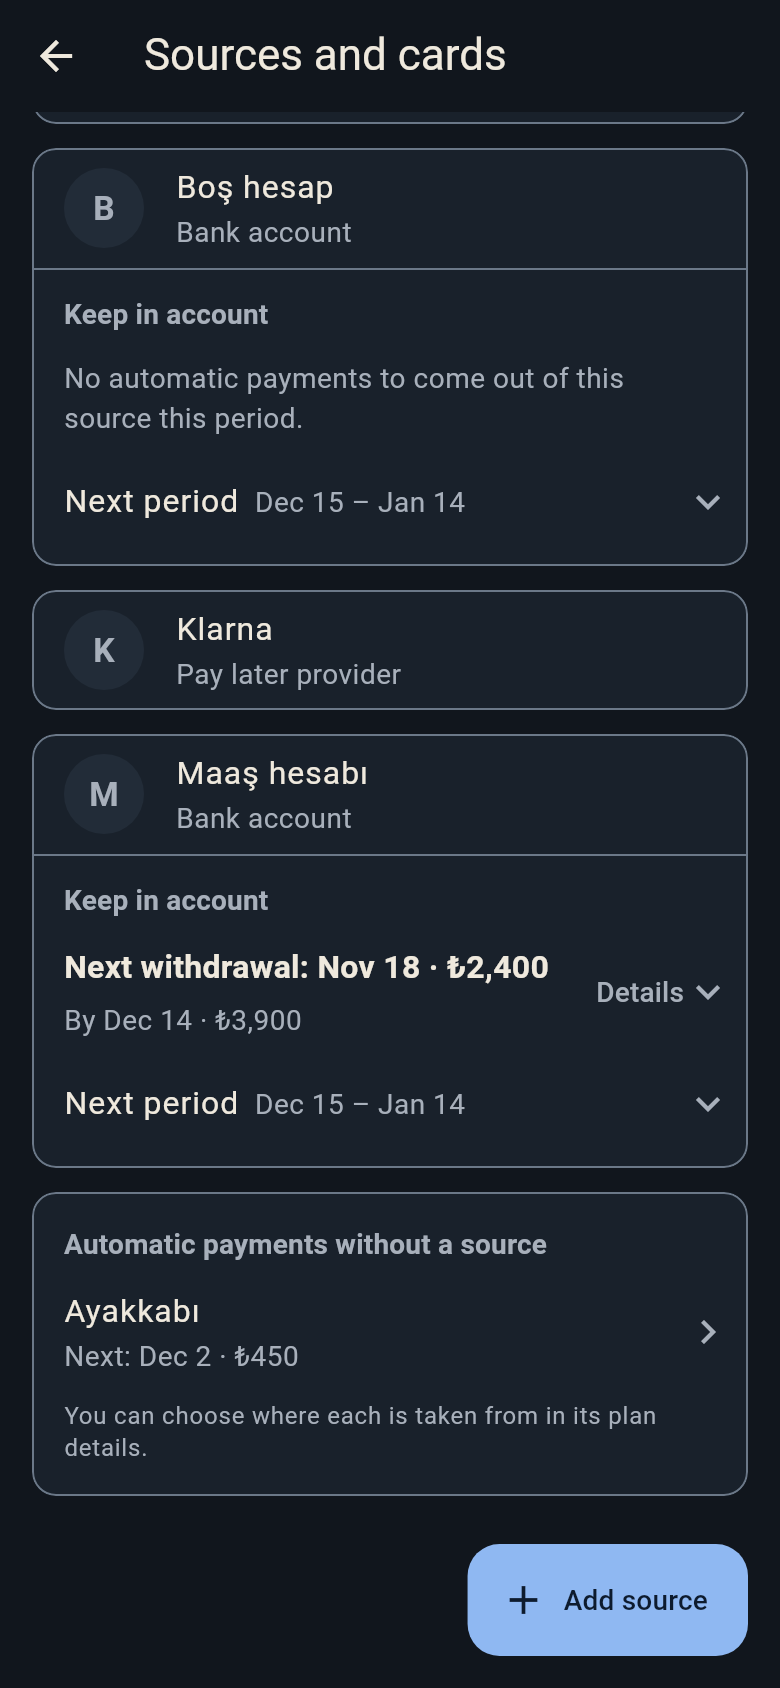 Sources and cards
B
Boş hesap
Bank account
Keep in account
No automatic payments to come out of this
source this period.
Next period Dec 15 – Jan 14
K
Klarna
Pay later provider
M
Maaş hesabı
Bank account
Keep in account
Next withdrawal: Nov 18 · ₺2,400
Details
By Dec 14 · ₺3,900
Next period Dec 15 – Jan 14
Automatic payments without a source
Ayakkabı
Next: Dec 2 · ₺450
You can choose where each is taken from in its plan
details.
Add source